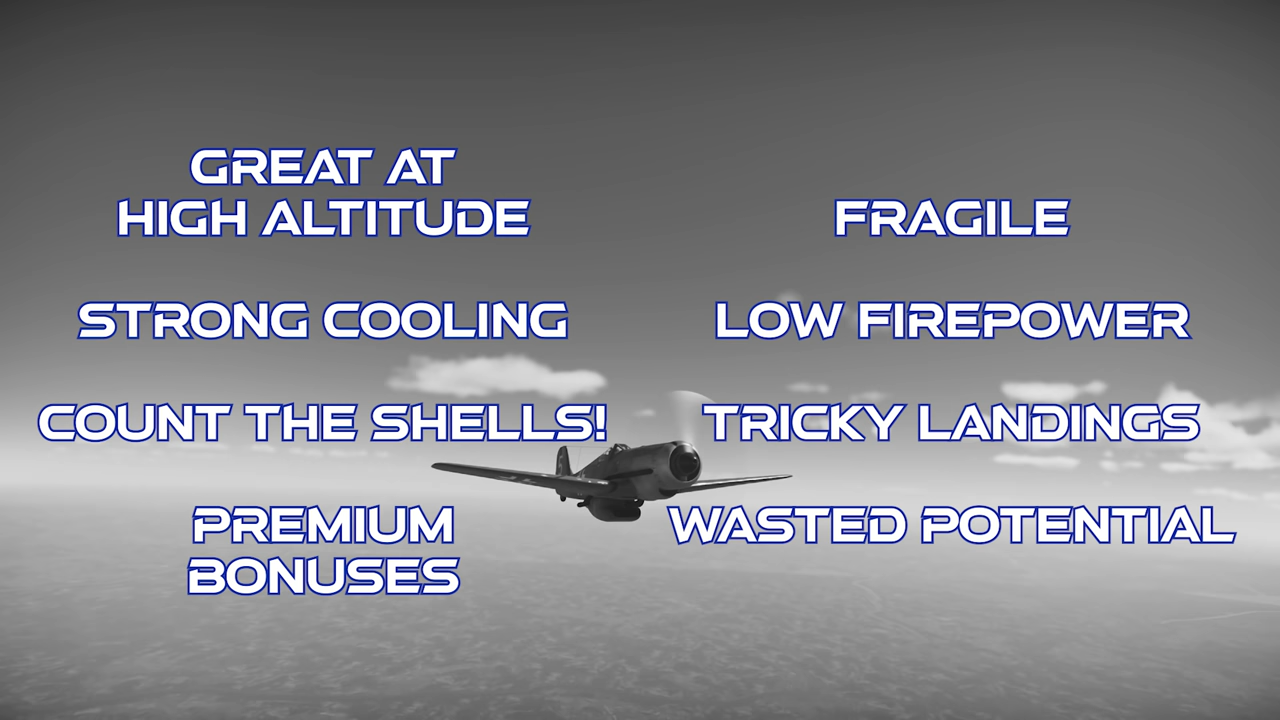 GREAT AT
HIGH ALTITUDE
STRONG COOLING
COUNT THE SHELLS!
PREMIUM
BONUSES
FRAGILE
LOW FIREPOWER
TRICKY LANDINGS
WASTED POTENTIAL